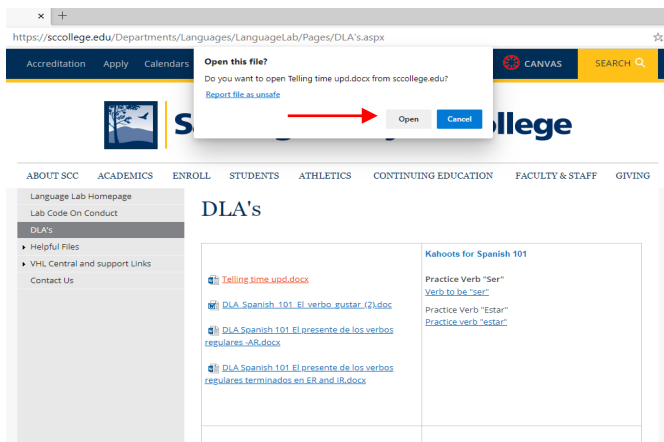 × +
https://sccollege.edu/Departments/Languages/LanguageLab/Pages/DLA's.aspx
Accreditation Apply Calendars
CANVAS SEARCH
Open this file?
Do you want to open Telling time upd.docx from sccollege.edu?
Report file as unsafe
Open Cancel
S llege
ABOUT SCC ACADEMICS ENROLL STUDENTS ATHLETICS CONTINUING EDUCATION FACULTY & STAFF GIVING
Language Lab Homepage
Lab Code On Conduct
DLA's
Helpful Files
VHL Central and support Links
Contact Us
DLA's
Telling time upd.docx
DLA Spanish 101 El verbo gustar (2).doc
DLA Spanish 101 El presente de los verbos
regulares -AR.docx
DLA Spanish 101 El presente de los verbos
regulares terminados en ER and IR.docx
Kahoots for Spanish 101
Practice Verb "Ser"
Verb to be "ser"
Practice Verb "Estar"
Practice verb "estar"